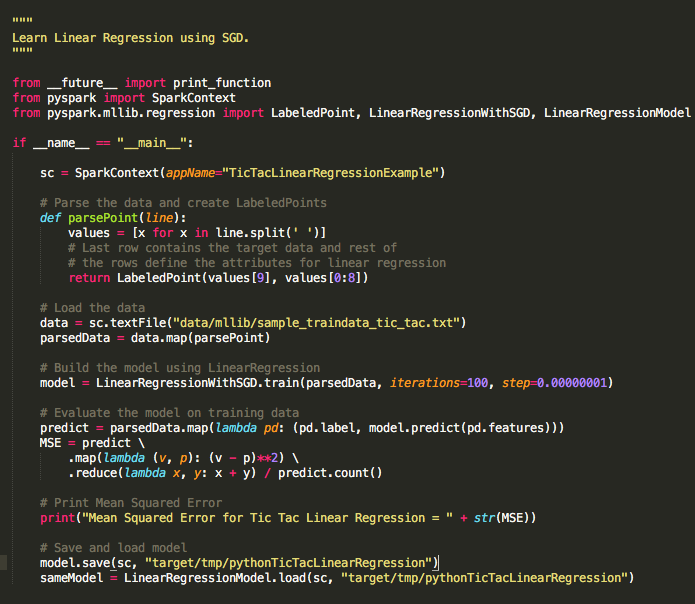 """
Learn Linear Regression using SGD.
"""
from __future__ import print_function
from pyspark import SparkContext
from pyspark.mllib.regression import LabeledPoint, LinearRegressionWithSGD, LinearRegressionModel
if __name__ == "__main__":
sc = SparkContext(appName="TicTacLinearRegressionExample")
# Parse the data and create LabeledPoints
def parsePoint(line):
values = [x for x in line.split(' ')]
# Last row contains the target data and rest of
# the rows define the attributes for linear regression
return LabeledPoint(values[9], values[0:8])
# Load the data
data = sc.textFile("data/mllib/sample_traindata_tic_tac.txt")
parsedData = data.map(parsePoint)
# Build the model using LinearRegression
model = LinearRegressionWithSGD.train(parsedData, iterations=100, step=0.00000001)
# Evaluate the model on training data
predict = parsedData.map(lambda pd: (pd.label, model.predict(pd.features)))
MSE = predict \
.map(lambda (v, p): (v - p)**2) \
.reduce(lambda x, y: x + y) / predict.count()
# Print Mean Squared Error
print("Mean Squared Error for Tic Tac Linear Regression = " + str(MSE))
# Save and load model
model.save(sc, "target/tmp/pythonTicTacLinearRegression")
sameModel = LinearRegressionModel.load(sc, "target/tmp/pythonTicTacLinearRegression")